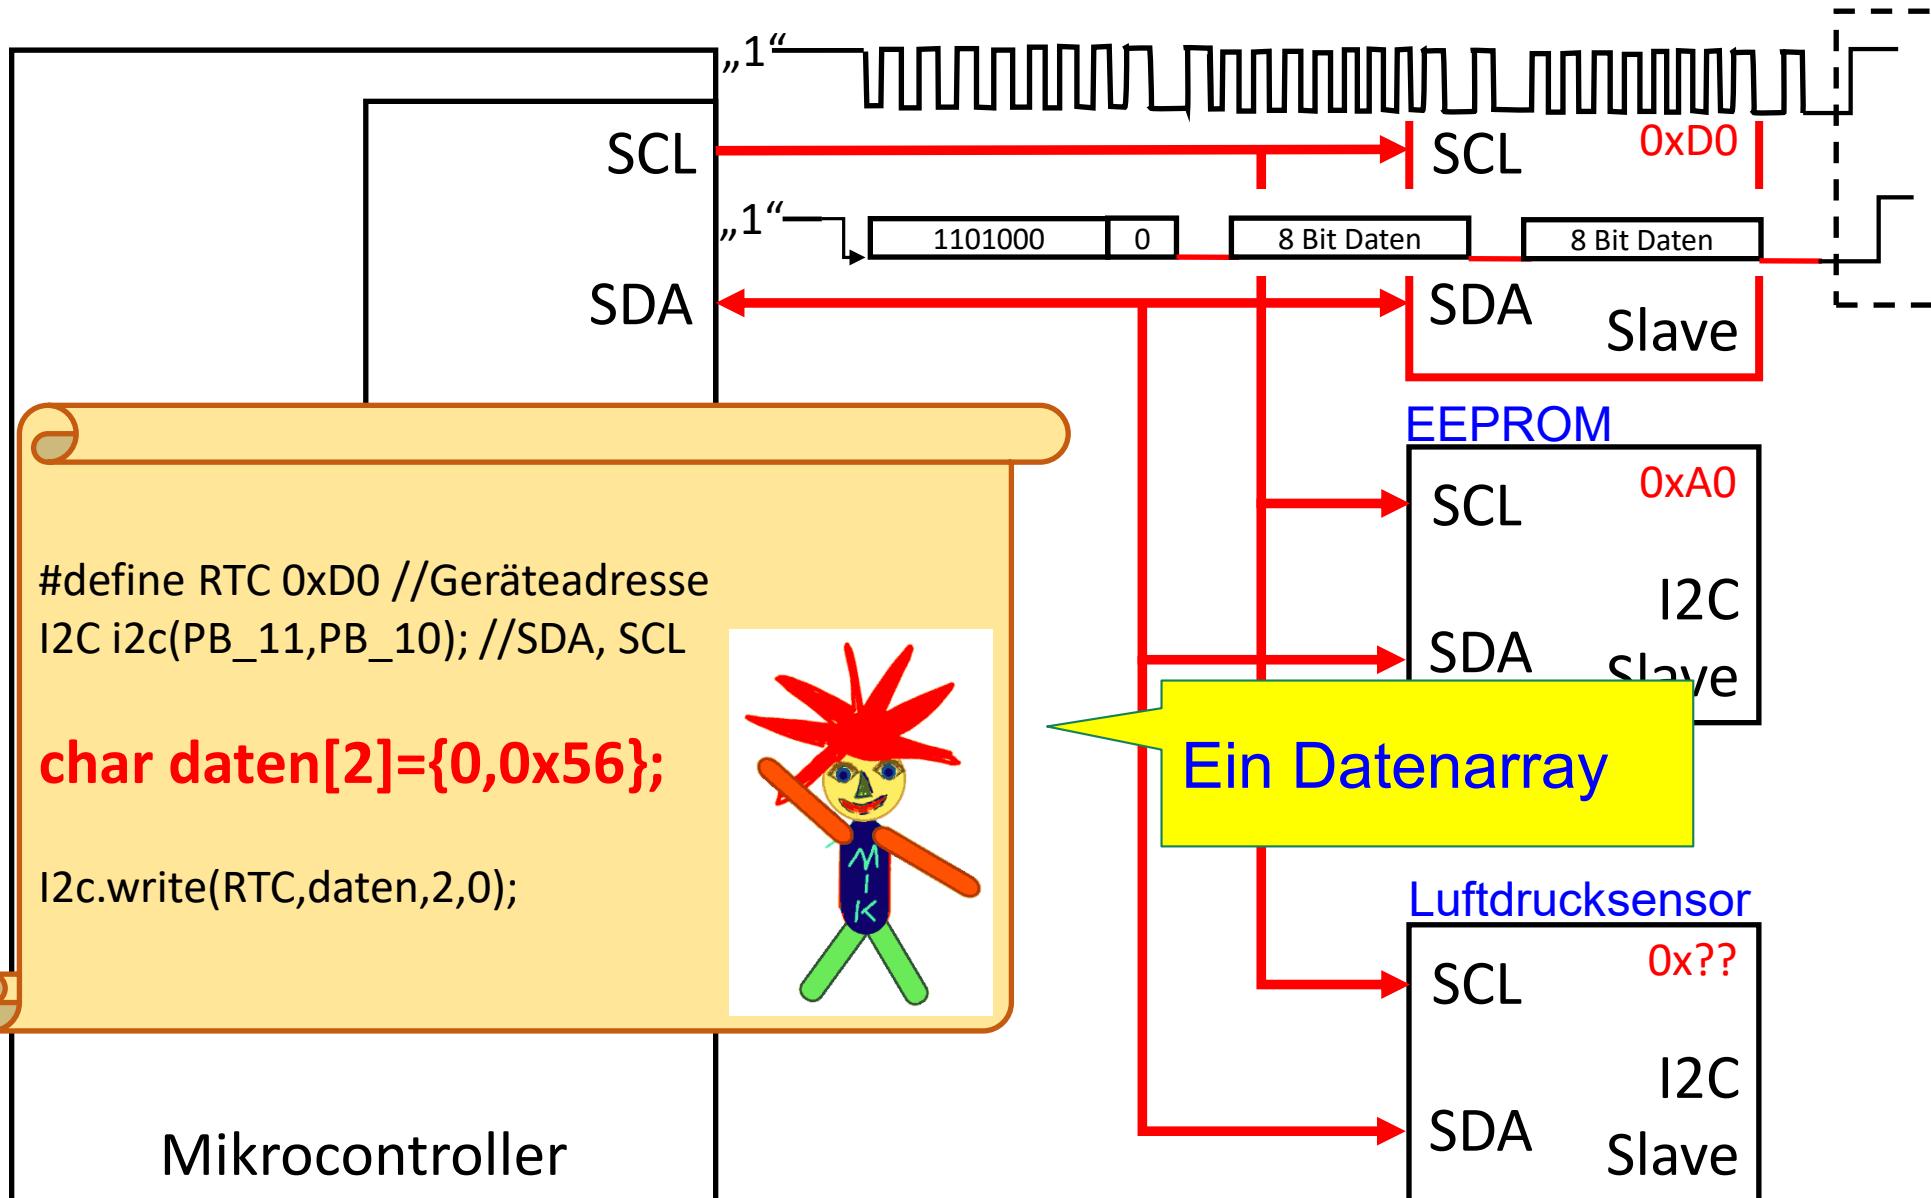 „1“
SCL
SCL
0xD0
„1“
1101000
0
8 Bit Daten
8 Bit Daten
SDA
SDA
Slave
EEPROM
SCL
0xA0
I2C
SDA
Slave
#define RTC 0xD0 //Geräteadresse
I2C i2c(PB_11,PB_10); //SDA, SCL
char daten[2]={0,0x56};
I2c.write(RTC,daten,2,0);
MIK
Ein Datenarray
Luftdrucksensor
SCL
0x??
I2C
SDA
Slave
Mikrocontroller